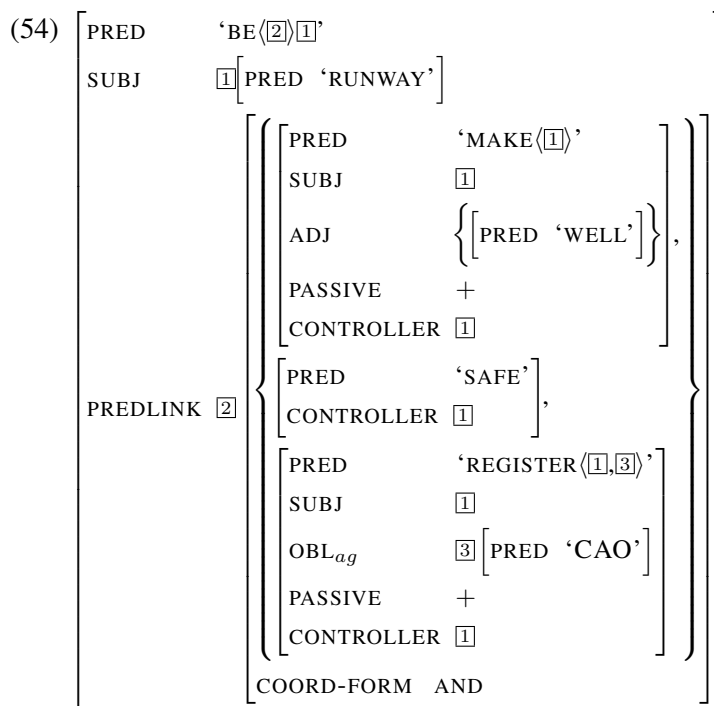 (54) PRED ‘BE⟨2⟩1’
SUBJ 1[PRED ‘RUNWAY’]
PRED ‘MAKE⟨1⟩’
SUBJ 1
ADJ {[PRED ‘WELL’]},
PASSIVE +
CONTROLLER 1
PRED ‘SAFE’
PREDLINK 2 CONTROLLER 1,
PRED ‘REGISTER⟨1,3⟩’
SUBJ 1
OBLag 3[PRED ‘CAO’]
PASSIVE +
CONTROLLER 1
COORD-FORM AND